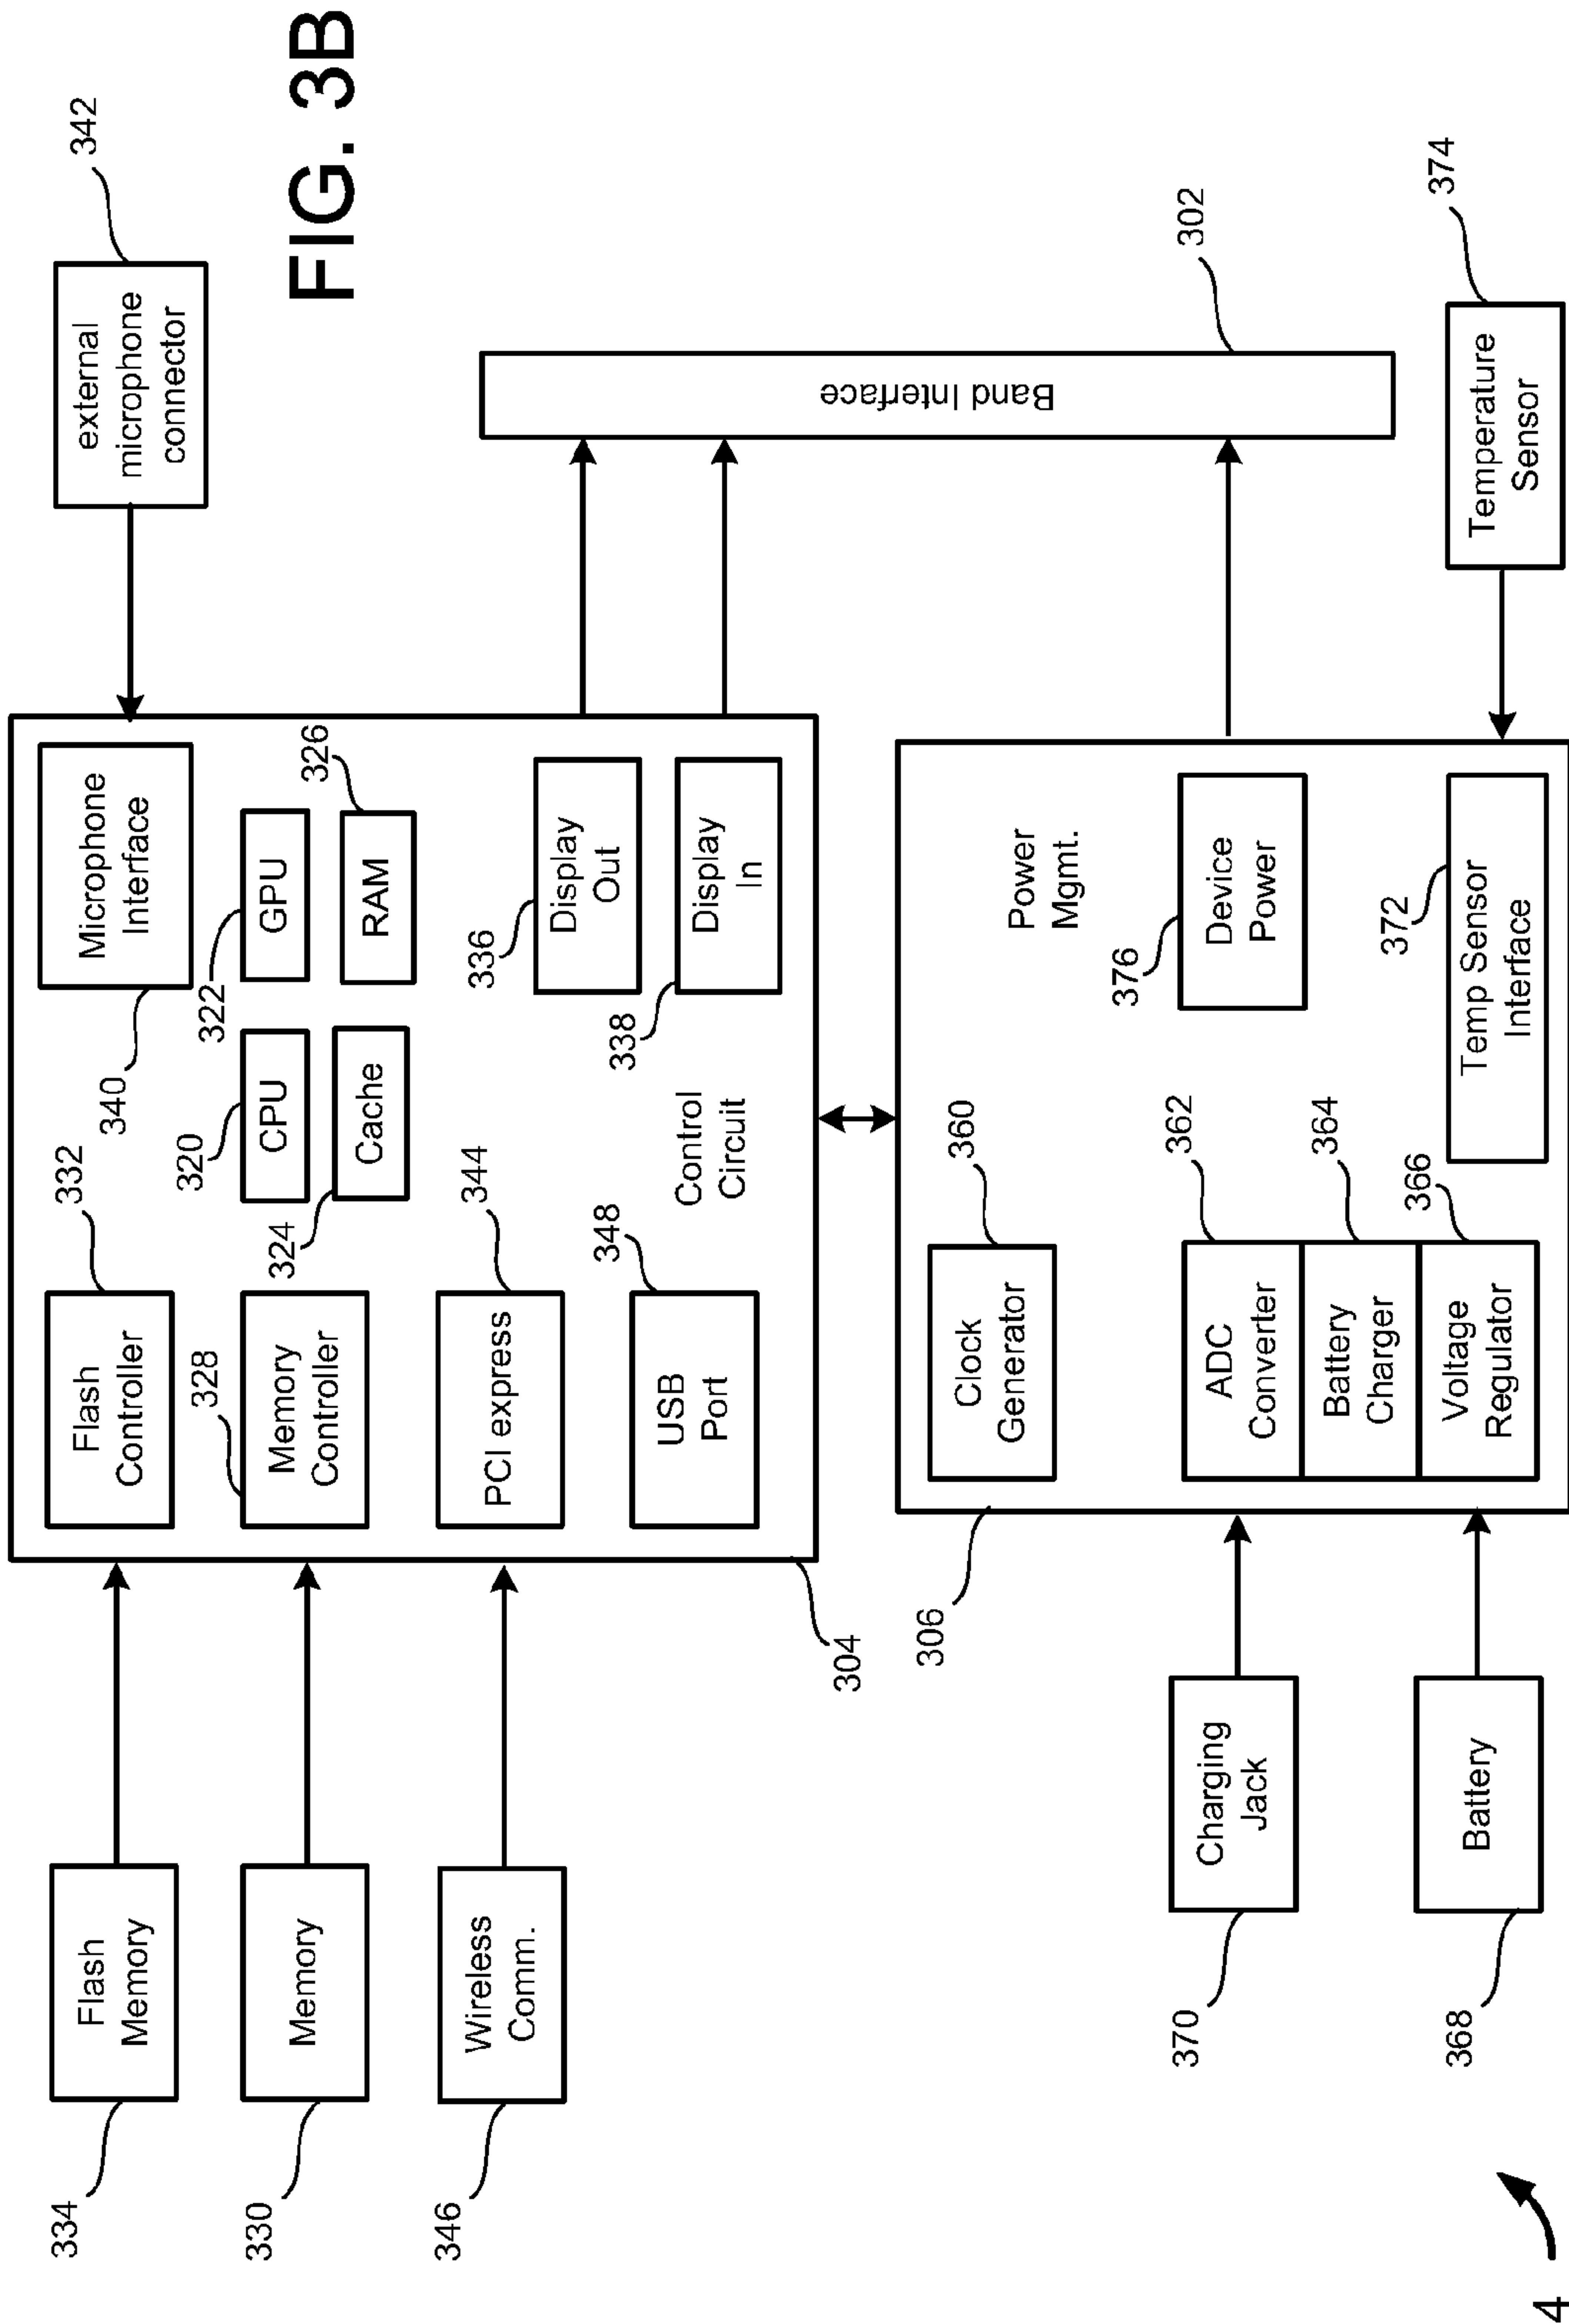 334
Flash
Memory
332
Flash
Controller
340
Microphone
Interface
342
external
microphone
connector
FIG. 3B
330
Memory
328
Memory
Controller
320
CPU
322
GPU
324
Cache
326
RAM
346
Wireless
Comm.
344
PCI express
336
Display
Out
348
USB
Port
338
Display
In
Control
Circuit
304
Band Interface
302
306
360
Clock
Generator
Power
Mgmt.
370
Charging
Jack
362
ADC
Converter
376
Device
Power
364
Battery
Charger
368
Battery
366
Voltage
Regulator
372
Temp Sensor
Interface
374
Temperature
Sensor
4